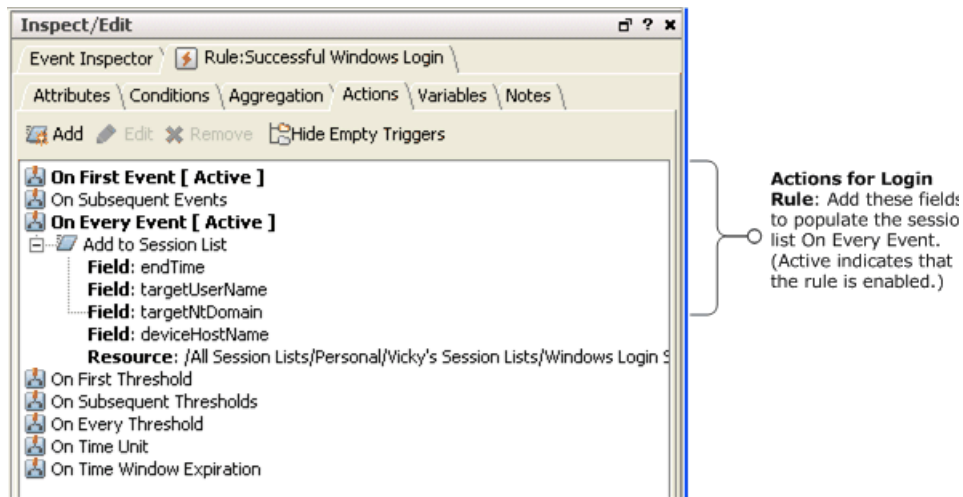 Inspect/Edit
Event Inspector Rule:Successful Windows Login
Attributes Conditions Aggregation Actions Variables Notes
Add Edit Remove Hide Empty Triggers
On First Event [ Active ]
On Subsequent Events
On Every Event [ Active ]
Add to Session List
Field: endTime
Field: targetUserName
Field: targetNtDomain
Field: deviceHostName
Resource: /All Session Lists/Personal/Vicky's Session Lists/Windows Login S
On First Threshold
On Subsequent Thresholds
On Every Threshold
On Time Unit
On Time Window Expiration
Actions for Login
Rule: Add these fields
to populate the sessio
list On Every Event.
(Active indicates that
the rule is enabled.)